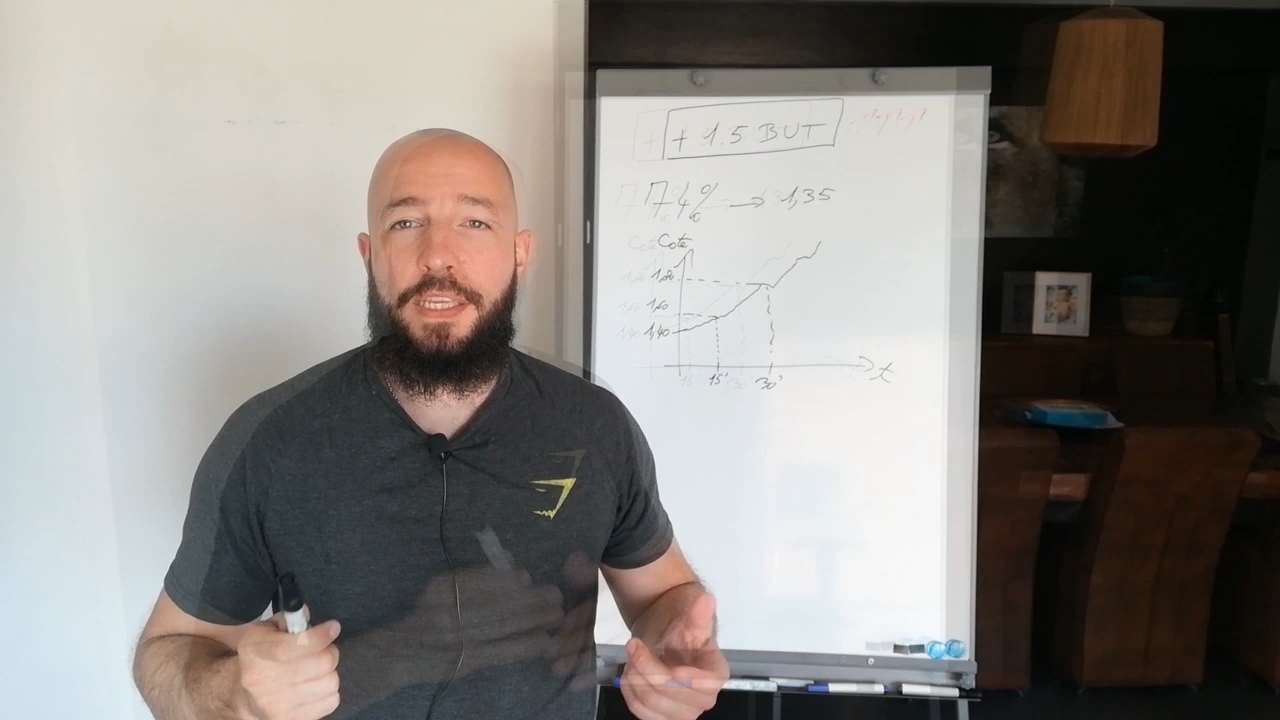 + 1.5 BUT
74% → 1,35
Cote
1,80
1,60
1,40
15' 30' t